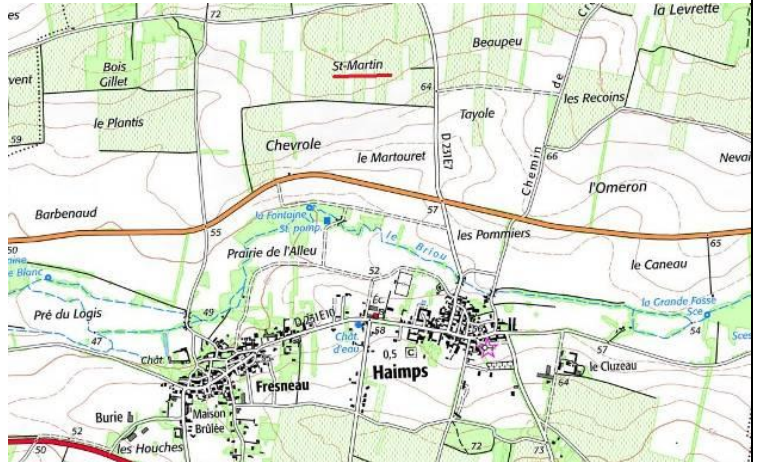 es
72
la Levrette
Beaupeu
St-Martin
Bois
Gillet
vent
64
les Recoins
le Plantis
Tayole
59
D 231E7
Chemin de
Chevrole
le Martouret
66
Nevai
l'Omeron
Barbenaud
la Fontaine
St. pomp.
57
55
les Pommiers
50
65
Prairie de l'Alleu
le Briou
le Caneau
52
Blanc
la Grande Fosse
Sce
Pré du Logis
49
D 231E10
Éc.
54
58
Sces
47
Chât.
d'eau
57
Chât.
0,5 C
le Cluzeau
Haimps
64
Fresneau
Burie
Maison
Brûlée
52
les Houches
50
72
73